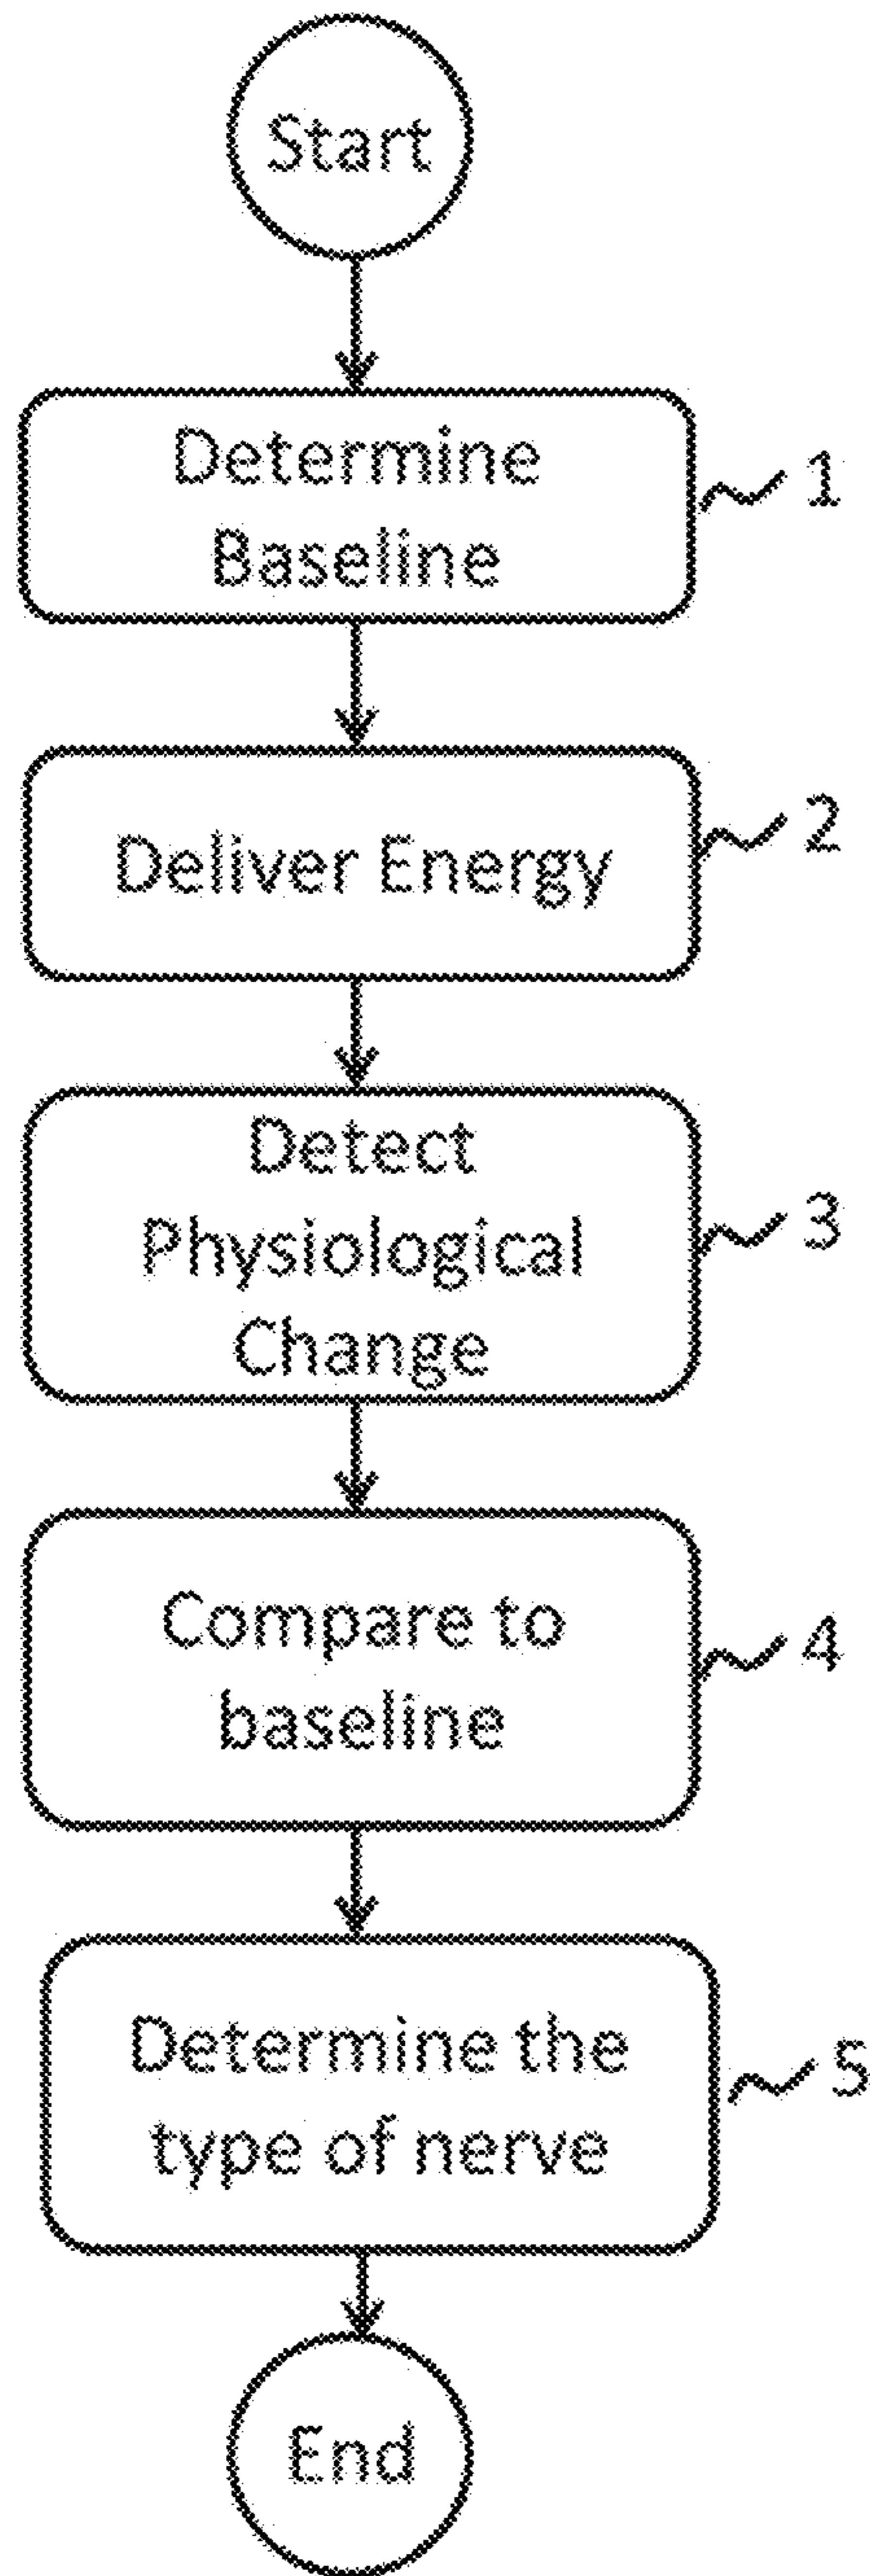 Start
Determine
Baseline
1
Deliver Energy
2
Detect
Physiological
Change
3
Compare to
baseline
4
Determine the
type of nerve
5
End